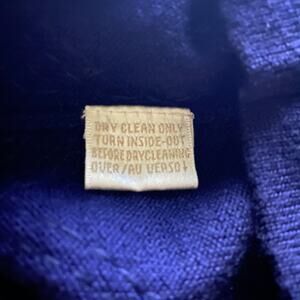 DRY CLEAN ONLY
TURN INSIDE-OUT
BEFORE DRYCLEANING
OVER/AU VERSO↓